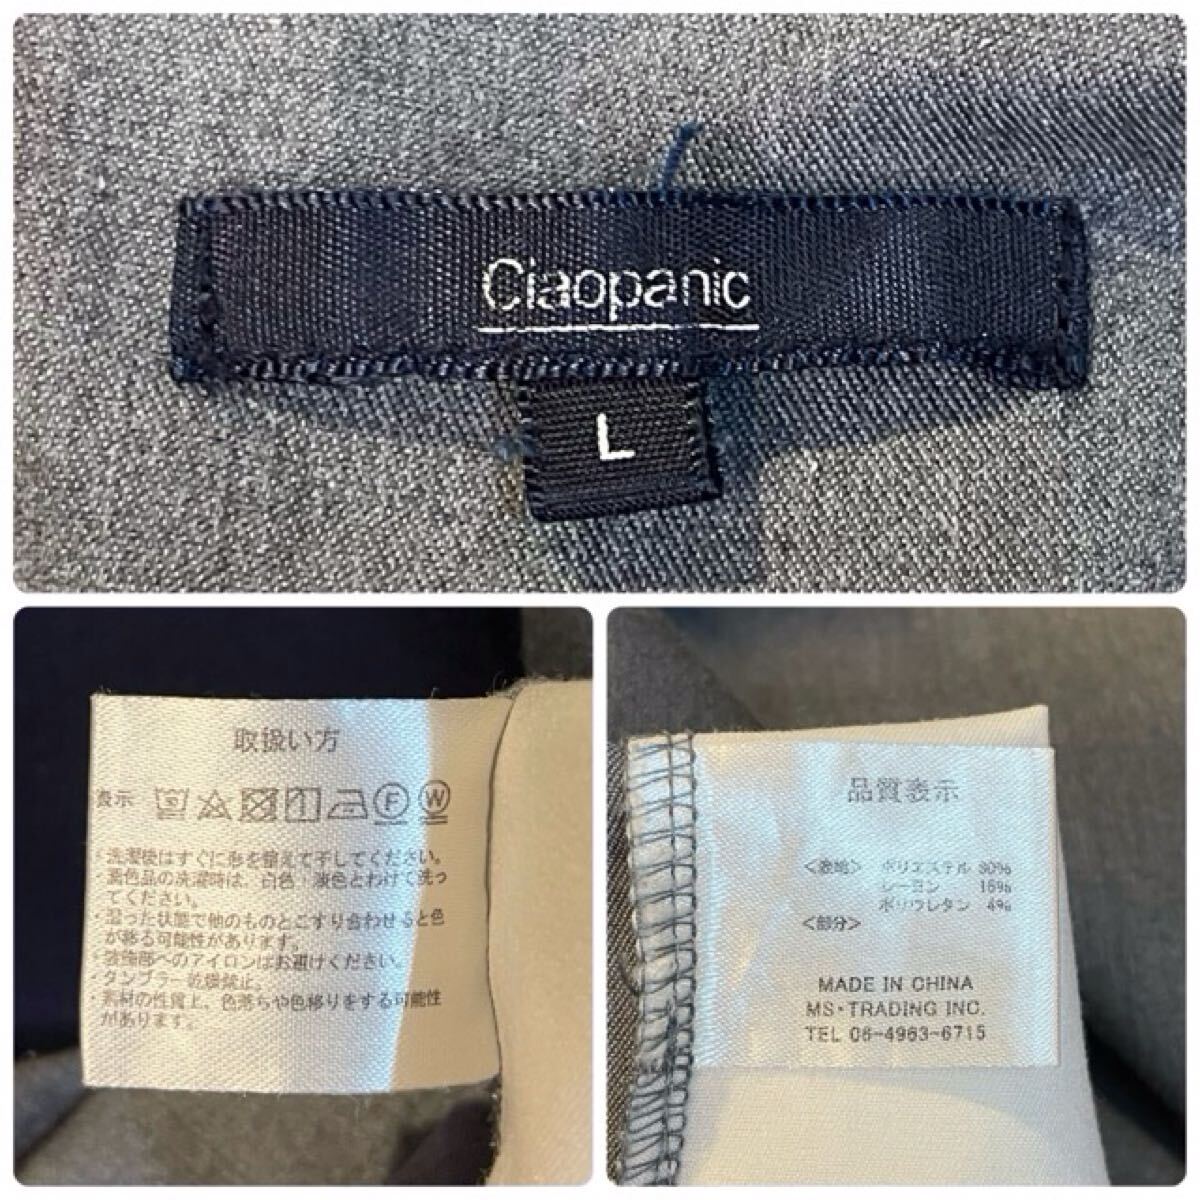 Ciaopanic
L
取扱い方
表示
F W
・洗濯後はすぐに形を整えて干してください。
濃色品の洗濯時は、白色・淡色とわけて洗っ
てください。
・湿った状態で他のものとこすり合わせると色
が移る可能性があります。
・装飾部へのアイロンはお避けください。
・タンブラー乾燥禁止。
・素材の性質上、色落ちや色移りをする可能性
があります。
品質表示
<表地> ポリエステル 80%
レーヨン 16%
ポリウレタン 4%
<部分>
MADE IN CHINA
MS・TRADING INC.
TEL 06-4963-6715